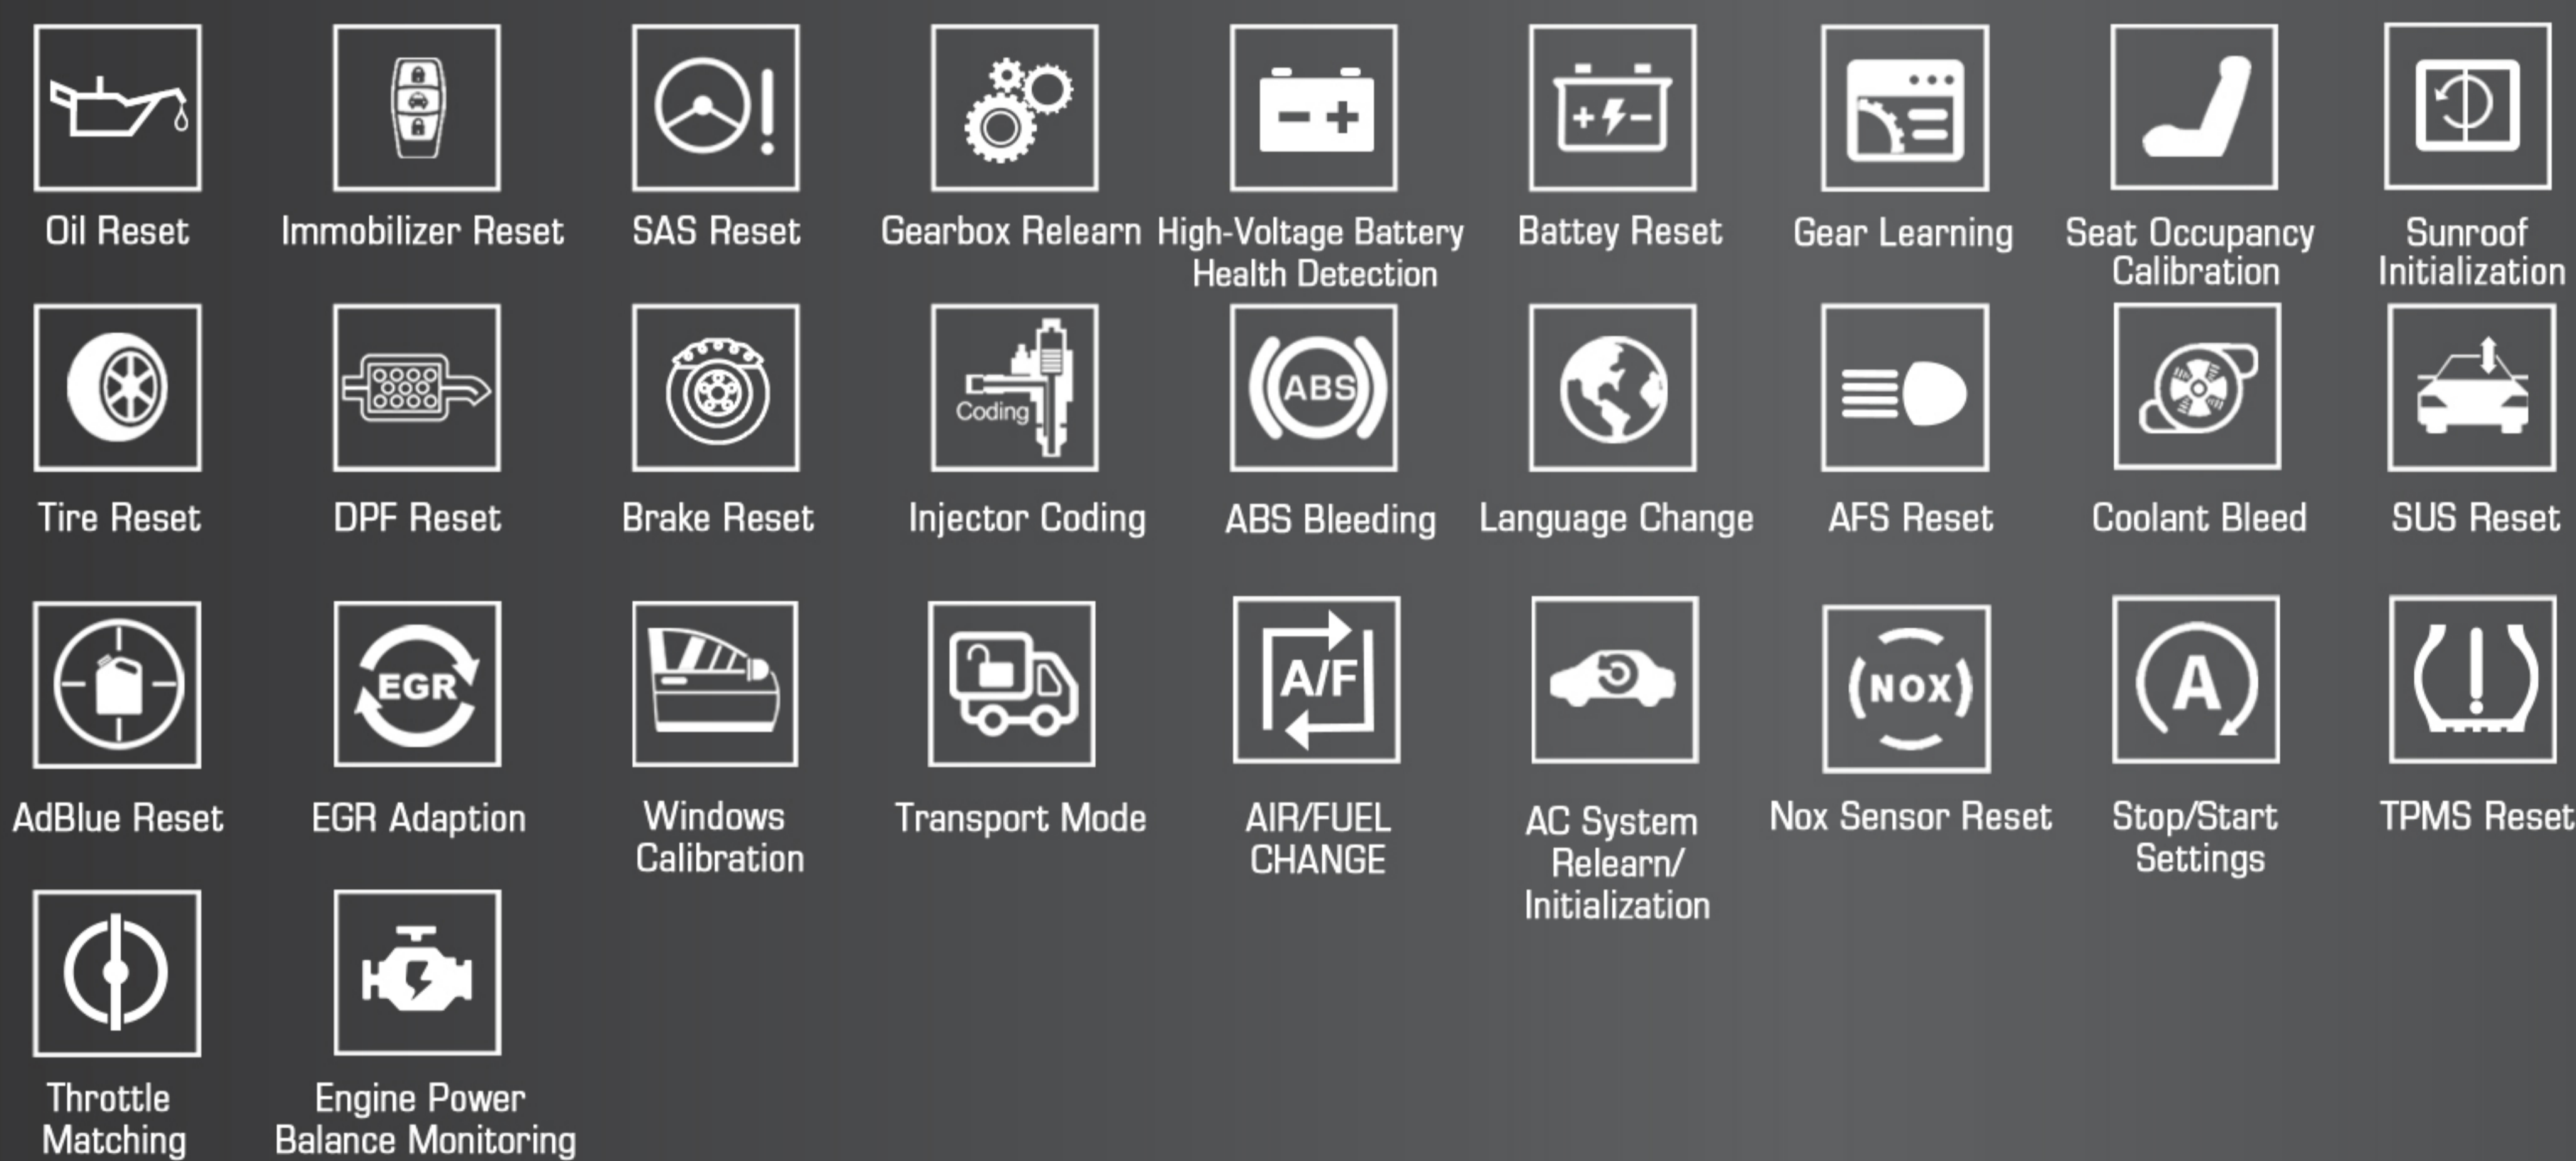 Oil Reset
Immobilizer Reset
SAS Reset
Gearbox Relearn
High-Voltage Battery
Health Detection
Battey Reset
Gear Learning
Seat Occupancy
Calibration
Sunroof
Initialization
Coding
ABS
Tire Reset
DPF Reset
Brake Reset
Injector Coding
ABS Bleeding
Language Change
AFS Reset
Coolant Bleed
SUS Reset
EGR
A/F
NOX
A
AdBlue Reset
EGR Adaption
Windows
Calibration
Transport Mode
AIR/FUEL
CHANGE
AC System
Relearn/
Initialization
Nox Sensor Reset
Stop/Start
Settings
TPMS Reset
Throttle
Matching
Engine Power
Balance Monitoring